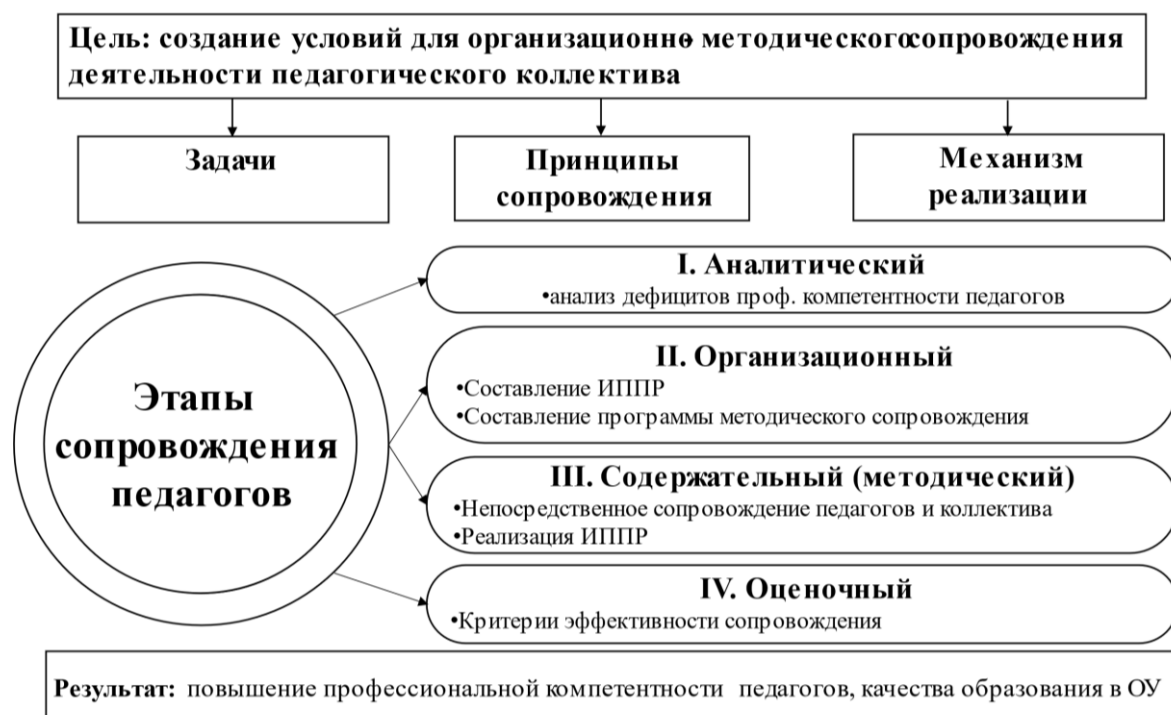 Цель: создание условий для организационно- методического сопровождения
деятельности педагогического коллектива
Задачи
Принципы
сопровождения
Механизм
реализации
Этапы
сопровождения
педагогов
I. Аналитический
•анализ дефицитов проф. компетентности педагогов
II. Организационный
•Составление ИППР
•Составление программы методического сопровождения
III. Содержательный (методический)
•Непосредственное сопровождение педагогов и коллектива
•Реализация ИППР
IV. Оценочный
•Критерии эффективности сопровождения
Результат: повышение профессиональной компетентности педагогов, качества образования в ОУ